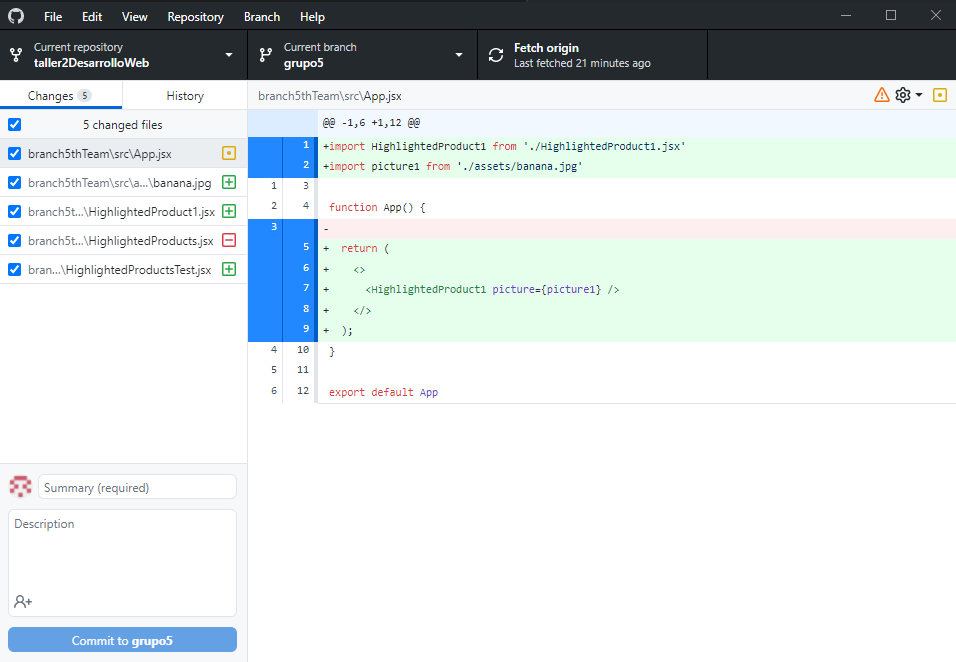 File Edit View Repository Branch Help
Current repository
taller2DesarrolloWeb
Current branch
grupo5
Fetch origin
Last fetched 21 minutes ago
Changes 5
History
5 changed files
branch5thTeam\src\App.jsx
branch5thTeam\src\a...\banana.jpg
branch5t...\HighlightedProduct1.jsx
branch5t...\HighlightedProducts.jsx
bran...\HighlightedProductsTest.jsx
Summary (required)
Description
Commit to grupo5
branch5thTeam\src\App.jsx
@@ -1,6 +1,12 @@
1 +import HighlightedProduct1 from './HighlightedProduct1.jsx'
2 +import picture1 from './assets/banana.jpg'
1 3
2 4 function App() {
3 -
5 + return (
6 + <>
7 + <HighlightedProduct1 picture={picture1} />
8 + </>
9 + );
4 10 }
5 11
6 12 export default App